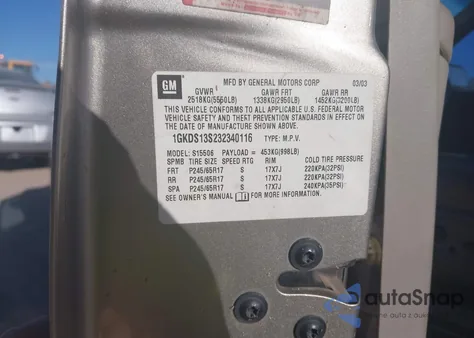 GM
MFD BY GENERAL MOTORS CORP 03/03
GVWR GAWR FRT GAWR RR
2518KG(5550LB) 1338KG(2950LB) 1452KG(3200LB)
THIS VEHICLE CONFORMS TO ALL APPLICABLE U.S. FEDERAL MOTOR
VEHICLE SAFETY AND THEFT PREVENTION STANDARDS IN EFFECT ON THE
DATE OF MANUFACTURE SHOWN ABOVE.
1GKDS13S232340116 TYPE: M.P.V.
MODEL: S15506 PAYLOAD = 453KG(998LB)
SPMB TIRE SIZE SPEED RTG RIM COLD TIRE PRESSURE
FRT P245/65R17 S 17X7J 220KPA(32PSI)
RR P245/65R17 S 17X7J 220KPA(32PSI)
SPA P245/65R17 S 17X7J 240KPA(35PSI)
SEE OWNER'S MANUAL FOR MORE INFORMATION.
autaSnap